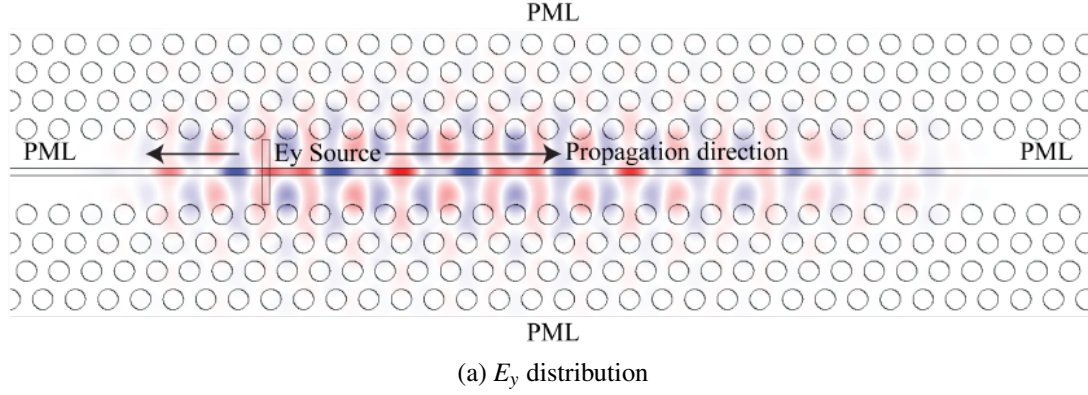 PML
PML Ey Source Propagation direction PML
PML
(a) Ey distribution